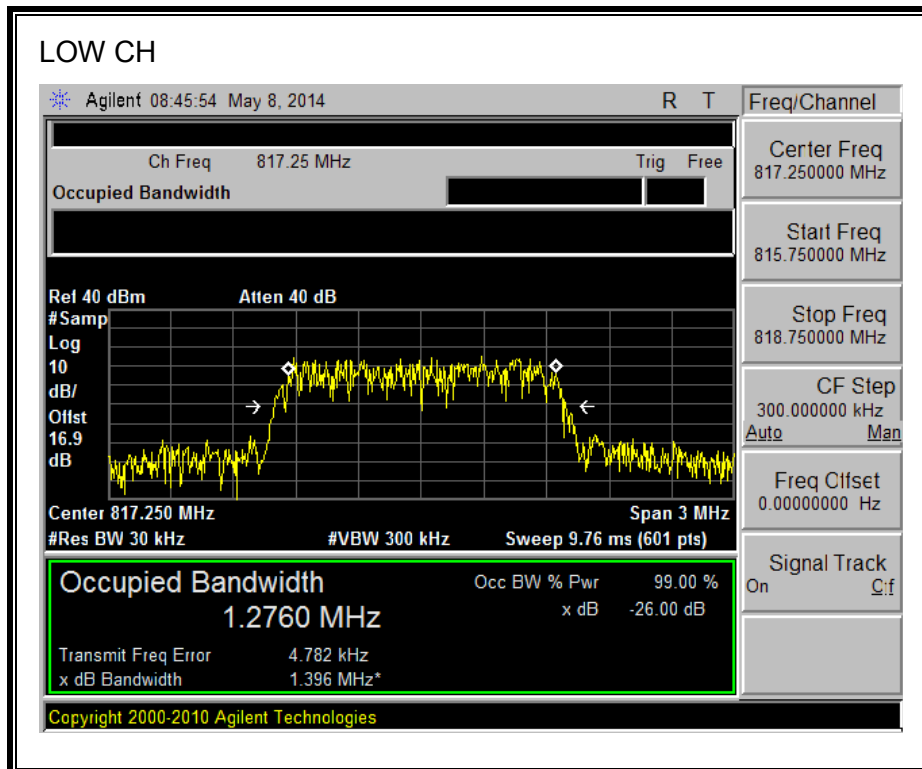 LOW CH
Agilent 08:45:54 May 8, 2014 R T
Freq/Channel
Ch Freq 817.25 MHz Trig Free
Occupied Bandwidth
Center Freq
817.250000 MHz
Start Freq
815.750000 MHz
Stop Freq
818.750000 MHz
CF Step
300.000000 kHz
Auto Man
Freq Offset
0.00000000 Hz
Signal Track
On Off
Ref 40 dBm Atten 40 dB
#Samp
Log
10
dB/
Offst
16.9
dB
Center 817.250 MHz Span 3 MHz
#Res BW 30 kHz #VBW 300 kHz Sweep 9.76 ms (601 pts)
Occupied Bandwidth
1.2760 MHz
Occ BW % Pwr 99.00 %
x dB -26.00 dB
Transmit Freq Error 4.782 kHz
x dB Bandwidth 1.396 MHz*
Copyright 2000-2010 Agilent Technologies